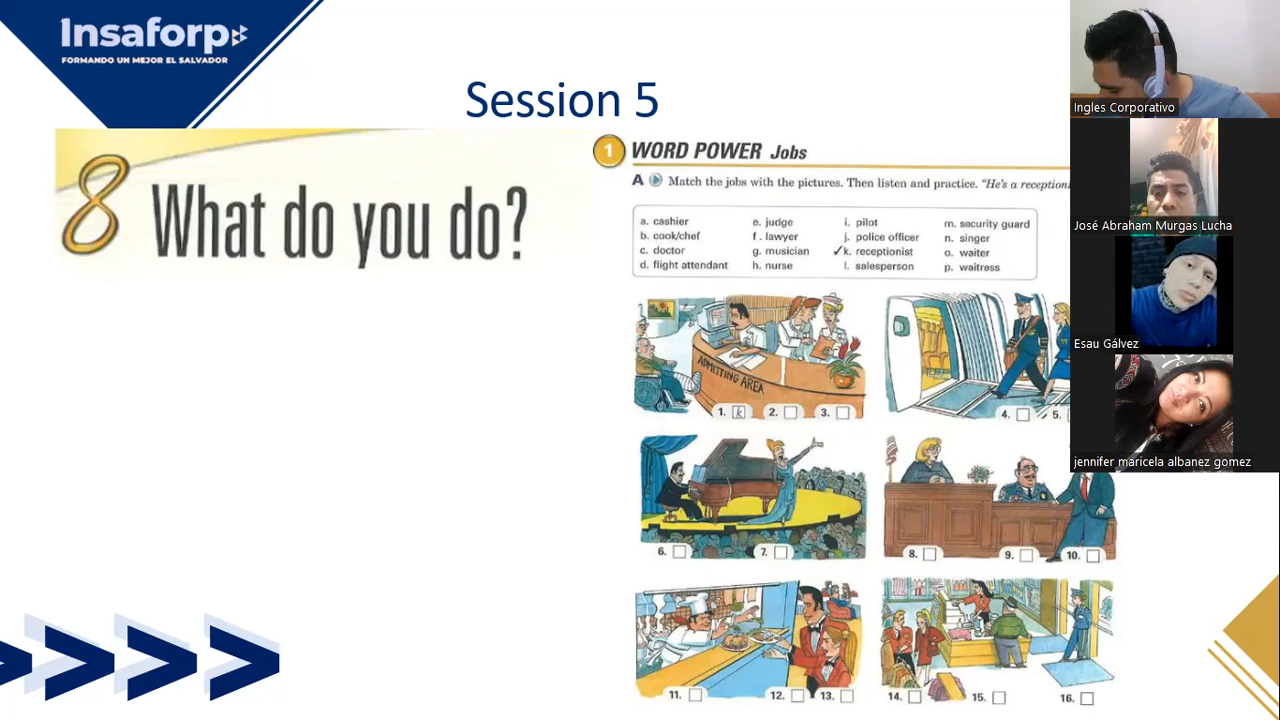 Insaforp
FORMANDO UN MEJOR EL SALVADOR
Session 5
8 What do you do?
1 WORD POWER Jobs
A Match the jobs with the pictures. Then listen and practice. "He's a
a. cashier
b. cook/chef
c. doctor
d. flight attendant
e. judge
f. lawyer
g. musician
h. nurse
i. pilot
j. police officer
✓k. receptionist
l. salesperson
m. security guard
n. singer
o. waiter
p. waitress
ADMITTING AREA
1. k 2. 3.
4. 5.
6. 7.
8. 9. 10.
11. 12. 13.
14. 15. 16.
Ingles Corporativo
José Abraham Murgas Lucha
Esau Gálvez
jennifer maricela albanez gomez